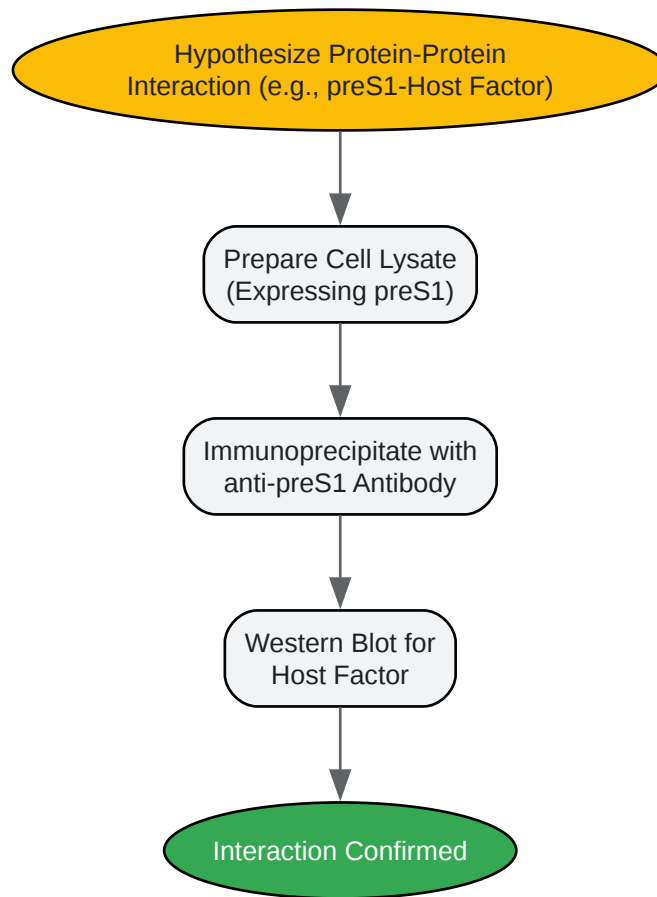 Hypothesize Protein-Protein
Interaction (e.g., preS1-Host Factor)
Prepare Cell Lysate
(Expressing preS1)
Immunoprecipitate with
anti-preS1 Antibody
Western Blot for
Host Factor
Interaction Confirmed